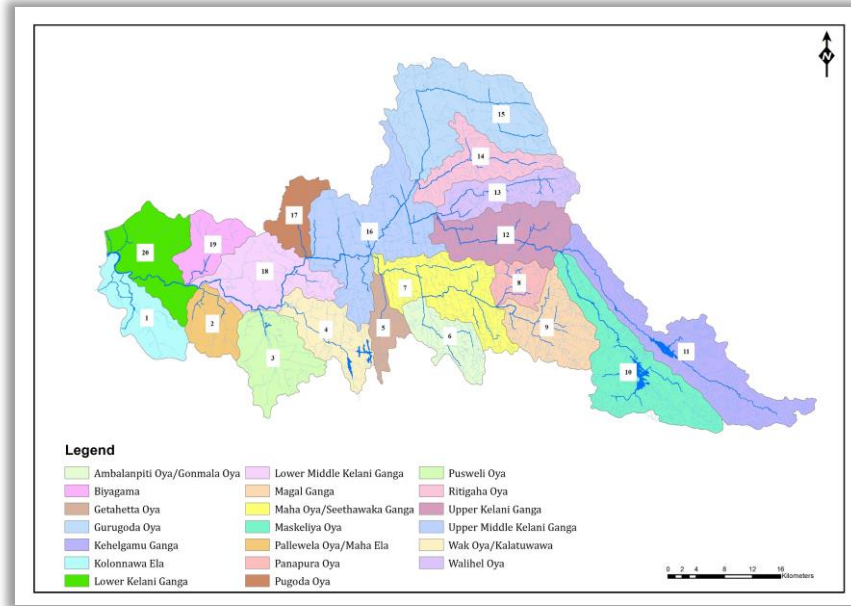 N
15
14
13
17
16
12
19
20
18
7
8
1
2
4
5
9
3
6
11
10
Legend
Ambalanpiti Oya/Gonmala Oya
Biyagama
Getahetta Oya
Gurugoda Oya
Kehelgamu Ganga
Kolonnawa Ela
Lower Kelani Ganga
Lower Middle Kelani Ganga
Magal Ganga
Maha Oya/Seethawaka Ganga
Maskeliya Oya
Pallewela Oya/Maha Ela
Panapura Oya
Pugoda Oya
Pusweli Oya
Ritigaha Oya
Upper Kelani Ganga
Upper Middle Kelani Ganga
Wak Oya/Kalatuwawa
Walihel Oya
0 2 4 8 12 16
Kilometers